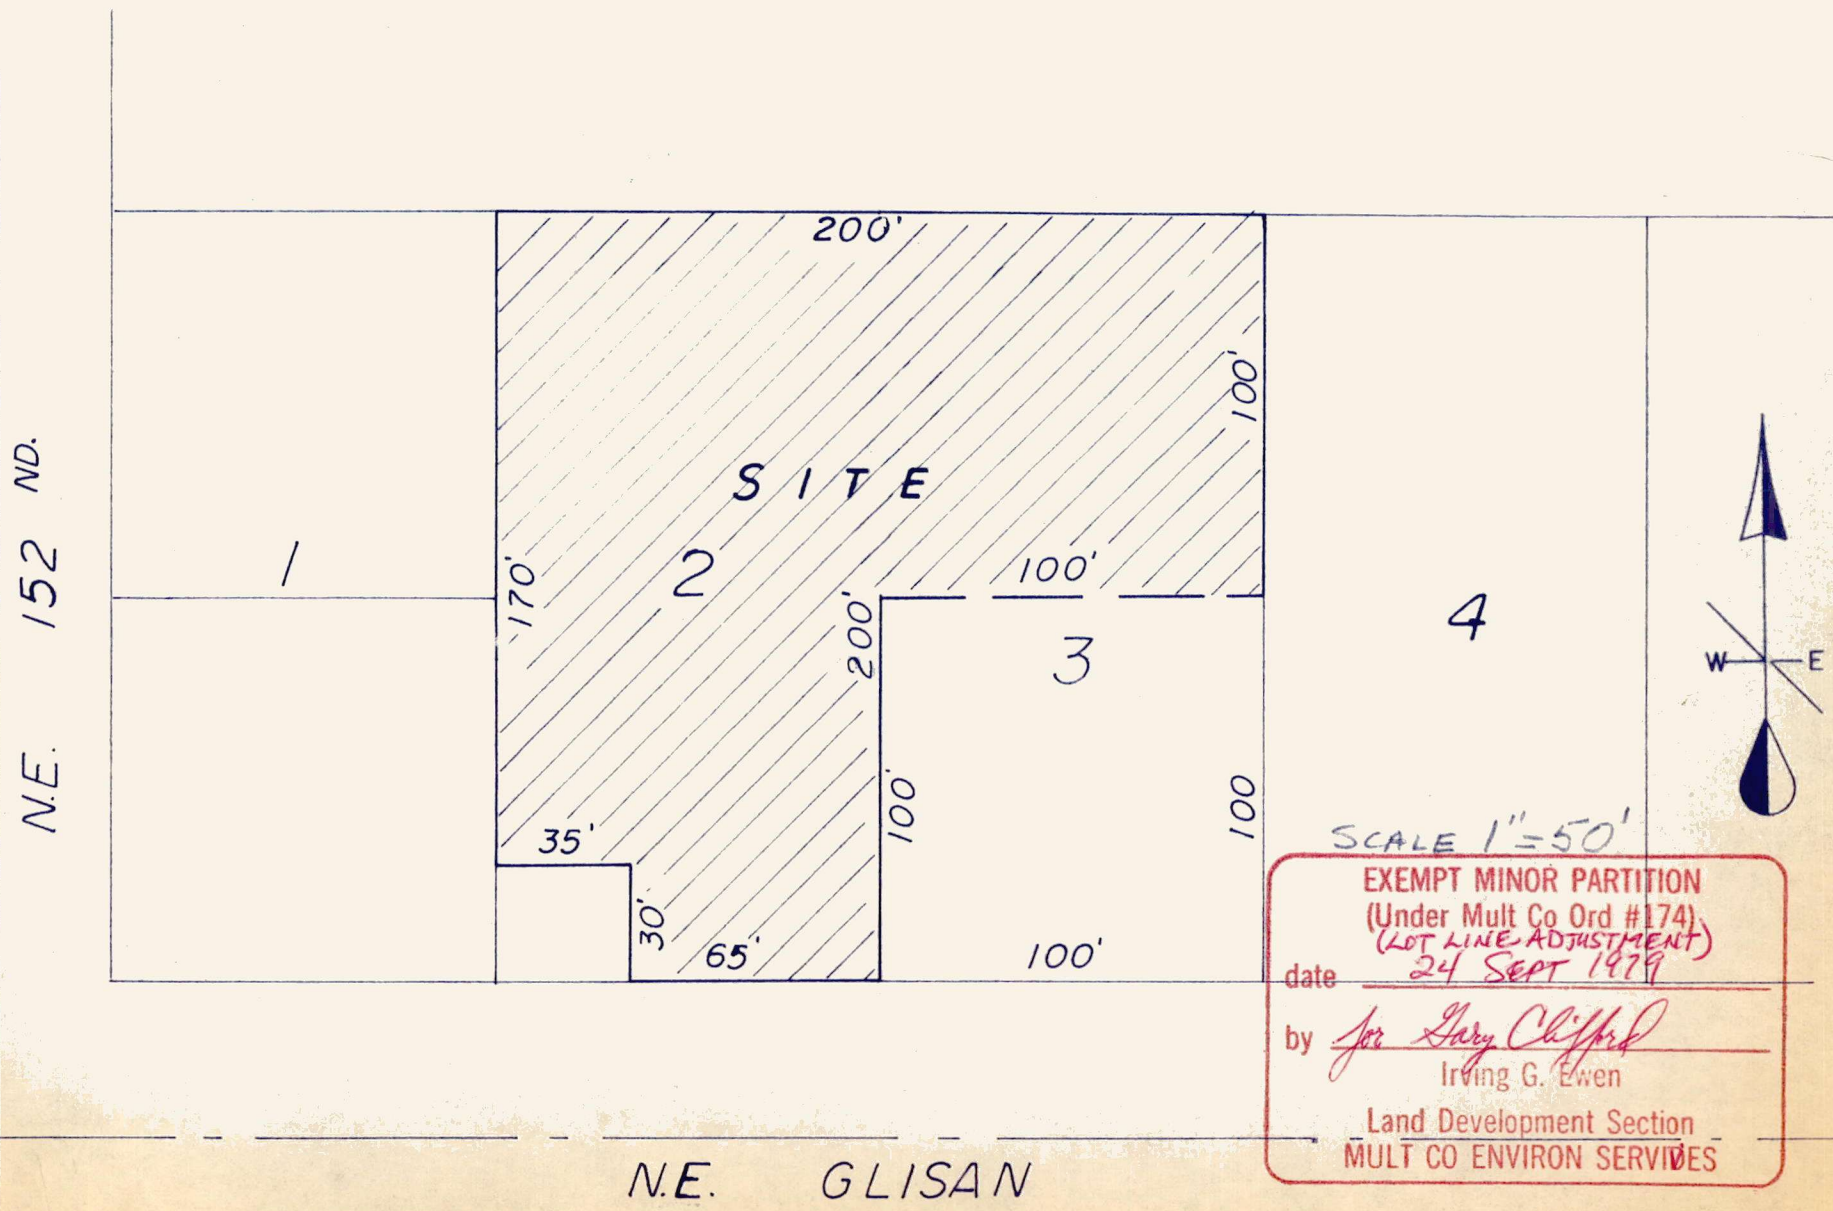 200'
100'
S I T E
N.E. 152 ND.
1
170'
2
100'
200'
3
4
W E
35'
100'
100
30'
65'
100'
SCALE 1"=50'
EXEMPT MINOR PARTITION
(Under Mult Co Ord #174)
(LOT LINE ADJUSTMENT)
date 24 SEPT 1979
by for Gary Clifford
Irving G. Ewen
Land Development Section
MULT CO ENVIRON SERVIDES
N.E. GLISAN